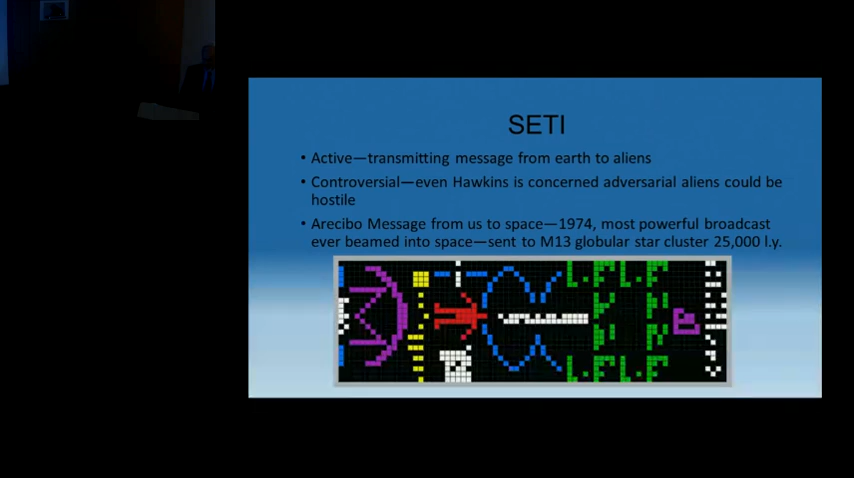 SETI
• Active—transmitting message from earth to aliens
• Controversial—even Hawkins is concerned adversarial aliens could be
hostile
• Arecibo Message from us to space—1974, most powerful broadcast
ever beamed into space—sent to M13 globular star cluster 25,000 l.y.